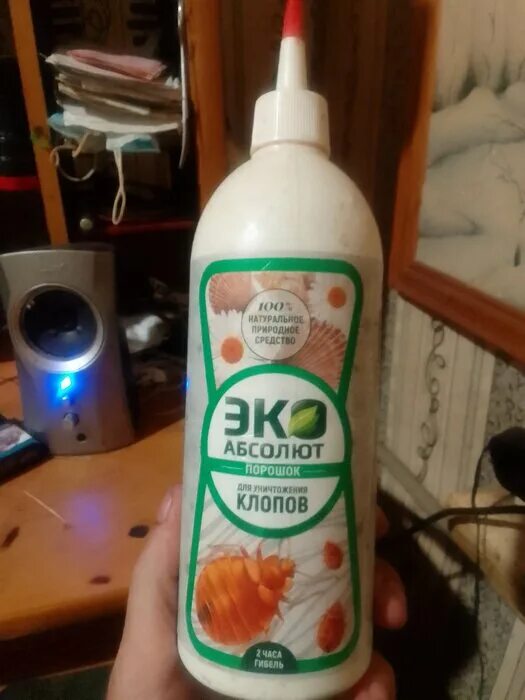 100%
НАТУРАЛЬНОЕ
ПРИРОДНОЕ
СРЕДСТВО
ЭКО
АБСОЛЮТ
ПОРОШОК
ДЛЯ УНИЧТОЖЕНИЯ
КЛОПОВ
2 ЧАСА
ГИБЕЛЬ